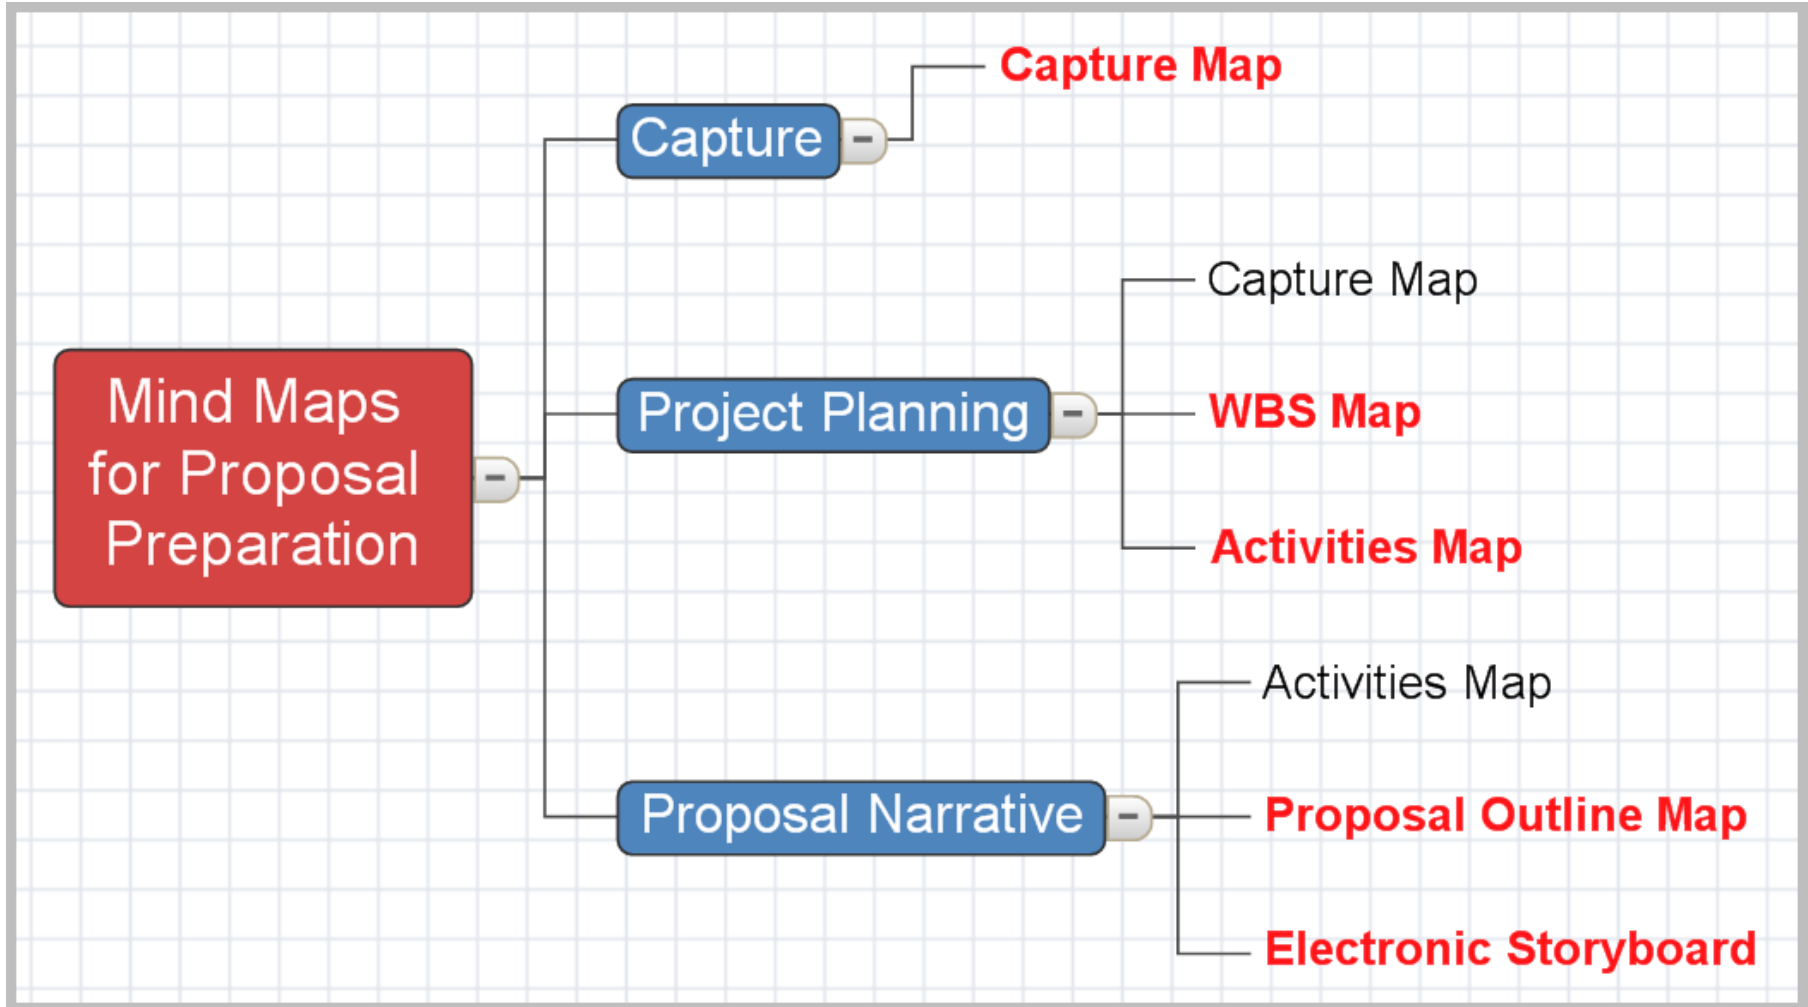 Capture Map
Capture
Capture Map
Mind Maps
for Proposal
Preparation
Project Planning
WBS Map
Activities Map
Activities Map
Proposal Narrative
Proposal Outline Map
Electronic Storyboard